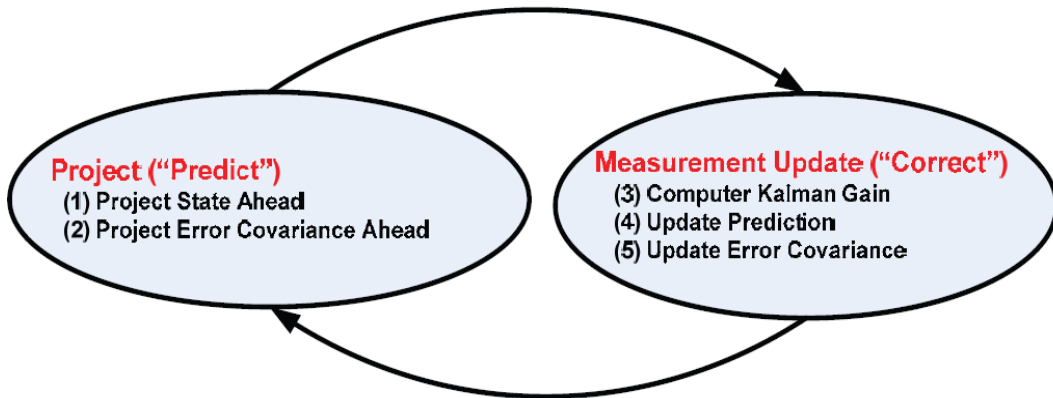 Project (“Predict”)
(1) Project State Ahead
(2) Project Error Covariance Ahead
Measurement Update (“Correct”)
(3) Computer Kalman Gain
(4) Update Prediction
(5) Update Error Covariance